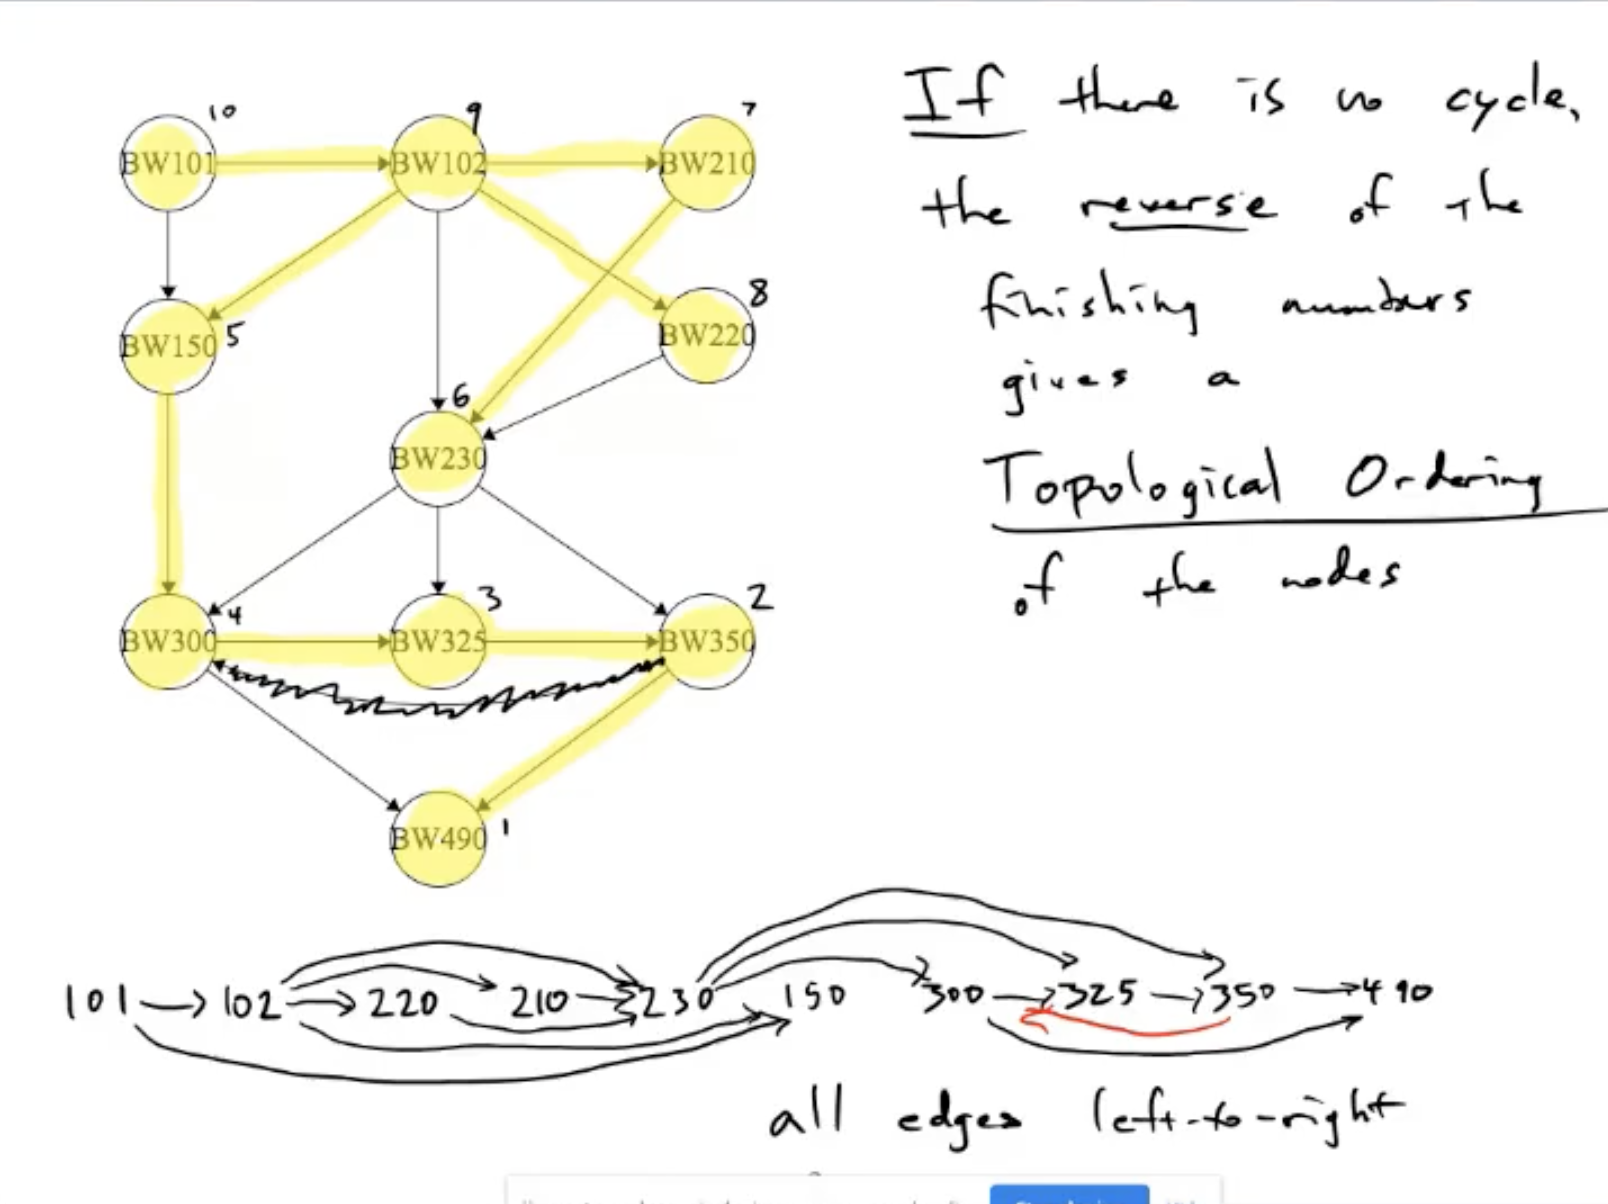 10
9
7
BW101
BW102
BW210
8
BW150
5
BW220
6
BW230
4
3
2
BW300
BW325
BW350
BW490
1
If there is no cycle,
the reverse of the
finishing numbers
gives a
Topological Ordering
of the nodes
101 102 220 210 230 150 300 325 350 490
all edges left-to-right